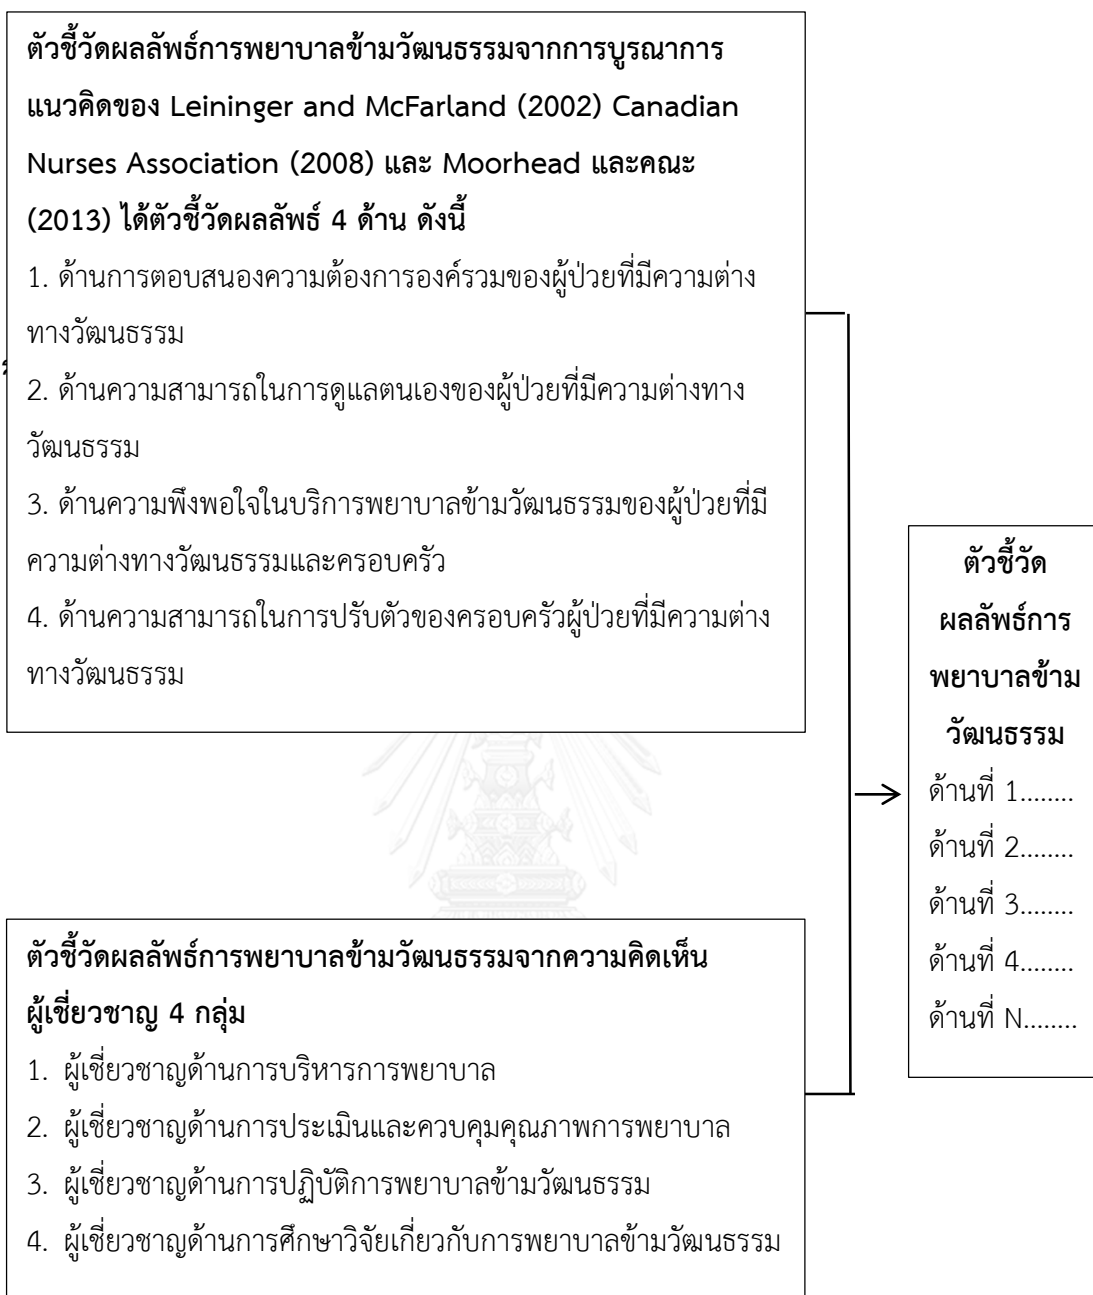 ตัวชี้วัดผลลัพธ์การพยาบาลข้ามวัฒนธรรมจากการบูรณาการ
แนวคิดของ Leininger and McFarland (2002) Canadian
Nurses Association (2008) และ Moorhead และคณะ
(2013) ได้ตัวชี้วัดผลลัพธ์ 4 ด้าน ดังนี้
1. ด้านการตอบสนองความต้องการองค์รวมของผู้ป่วยที่มีความต่าง
ทางวัฒนธรรม
2. ด้านความสามารถในการดูแลตนเองของผู้ป่วยที่มีความต่างทาง
วัฒนธรรม
3. ด้านความพึงพอใจในบริการพยาบาลข้ามวัฒนธรรมของผู้ป่วยที่มี
ความต่างทางวัฒนธรรมและครอบครัว
4. ด้านความสามารถในการปรับตัวของครอบครัวผู้ป่วยที่มีความต่าง
ทางวัฒนธรรม
ตัวชี้วัดผลลัพธ์การพยาบาลข้ามวัฒนธรรมจากความคิดเห็น
ผู้เชี่ยวชาญ 4 กลุ่ม
1. ผู้เชี่ยวชาญด้านการบริหารการพยาบาล
2. ผู้เชี่ยวชาญด้านการประเมินและควบคุมคุณภาพการพยาบาล
3. ผู้เชี่ยวชาญด้านการปฏิบัติการพยาบาลข้ามวัฒนธรรม
4. ผู้เชี่ยวชาญด้านการศึกษาวิจัยเกี่ยวกับการพยาบาลข้ามวัฒนธรรม
ตัวชี้วัด
ผลลัพธ์การ
พยาบาลข้าม
วัฒนธรรม
ด้านที่ 1........
ด้านที่ 2........
ด้านที่ 3........
ด้านที่ 4........
ด้านที่ N........